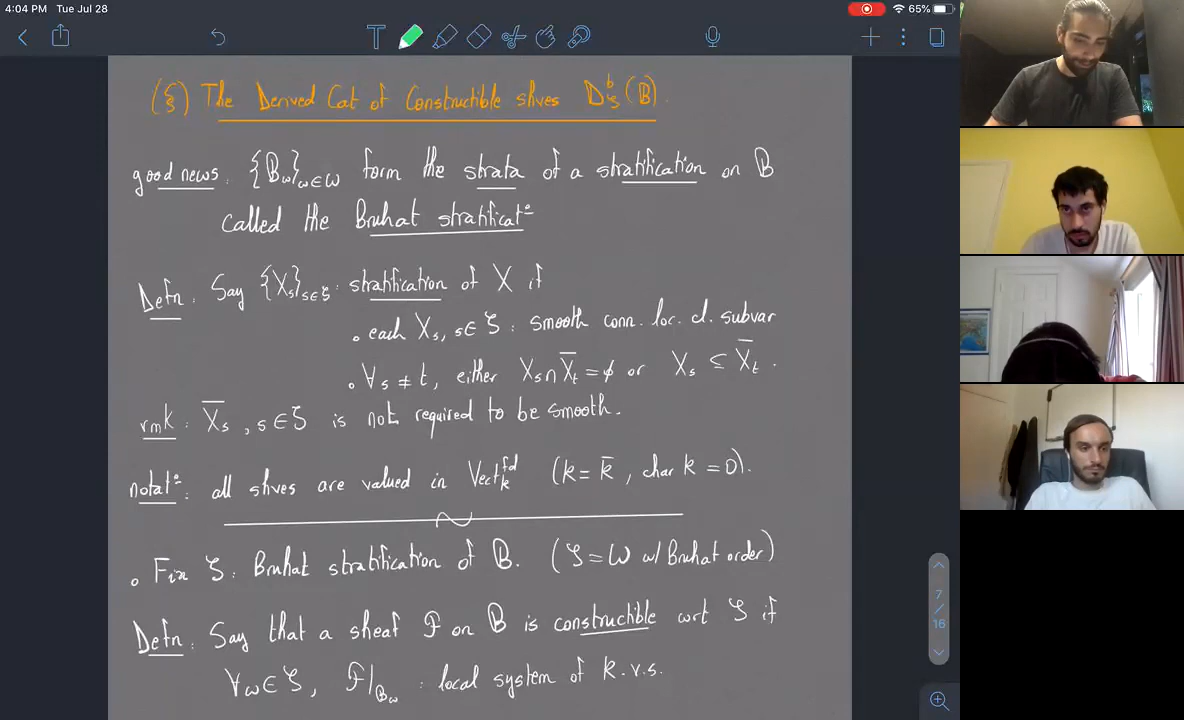 4:04 PM Tue Jul 28
65%
(ξ) The Derived Cat of Constructible shves D^b_S(B).
good news: {B_w}_{w∈W} form the strata of a stratification on B
called the Bruhat stratificat°
Defn: Say {X_s}_{s∈S}: stratification of X if
• each X_s, s∈S: smooth conn. loc. cl. subvar
• ∀s ≠ t, either X_s ∩ X̄_t = ∅ or X_s ⊆ X̄_t.
rmk: X̄_s, s∈S is not required to be smooth.
notat°: all shves are valued in Vect_k^{fd} (k = k̄, char k = 0).
• Fix S: Bruhat stratification of B. (S = W w/ Bruhat order)
Defn: Say that a sheaf F on B is constructible wrt S if
∀w∈S, F|_{B_w}: local system of k.v.s.
7
/
16